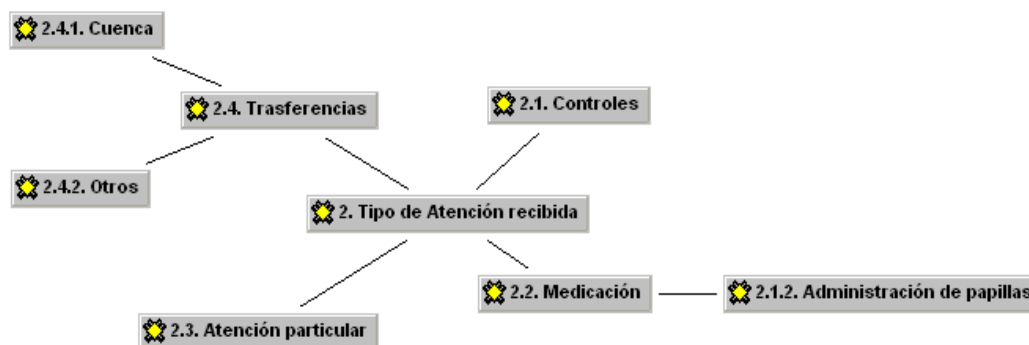 2.4.1. Cuenca
2.4. Trasferencias
2.1. Controles
2.4.2. Otros
2. Tipo de Atención recibida
2.2. Medicación
2.1.2. Administración de papillas
2.3. Atención particular